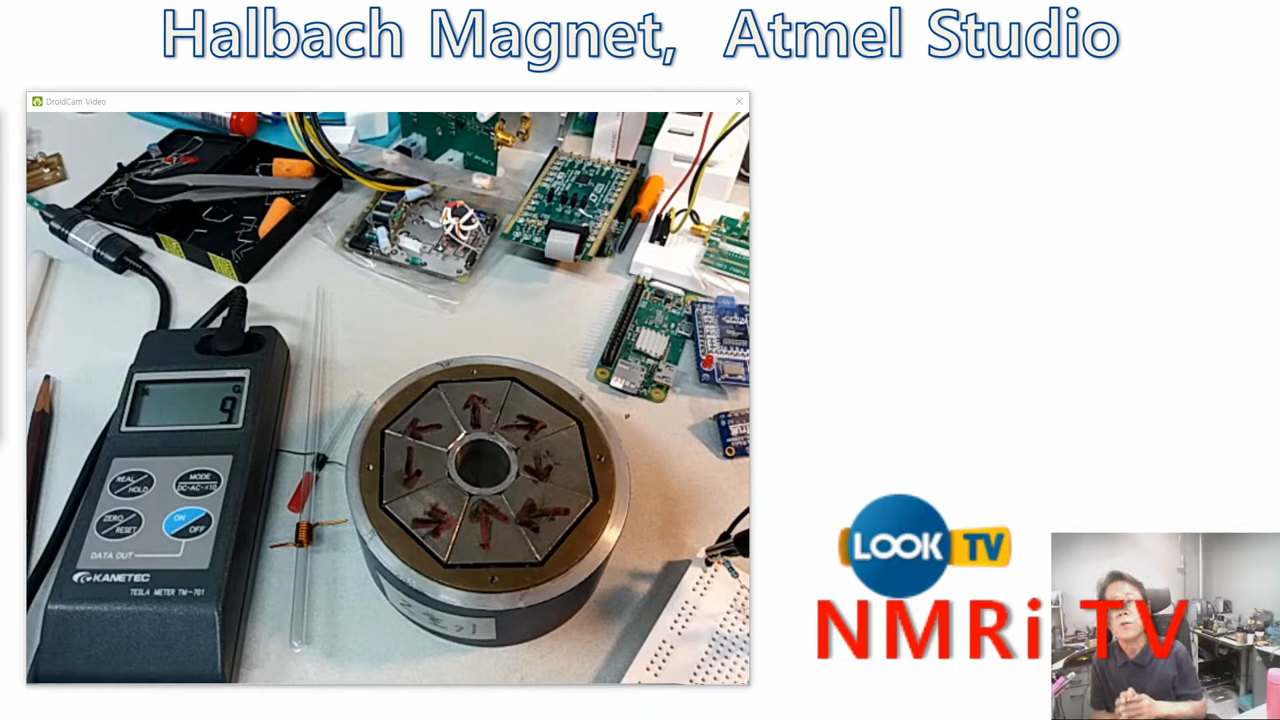 Halbach Magnet, Atmel Studio
DroidCam Video
G
9
REAL/HOLD
MODE
DC-AC-×10
ZERO/RESET
ON/OFF
DATA OUT
KANETEC
TESLA METER TM-701
LOOK TV
NMRi TV